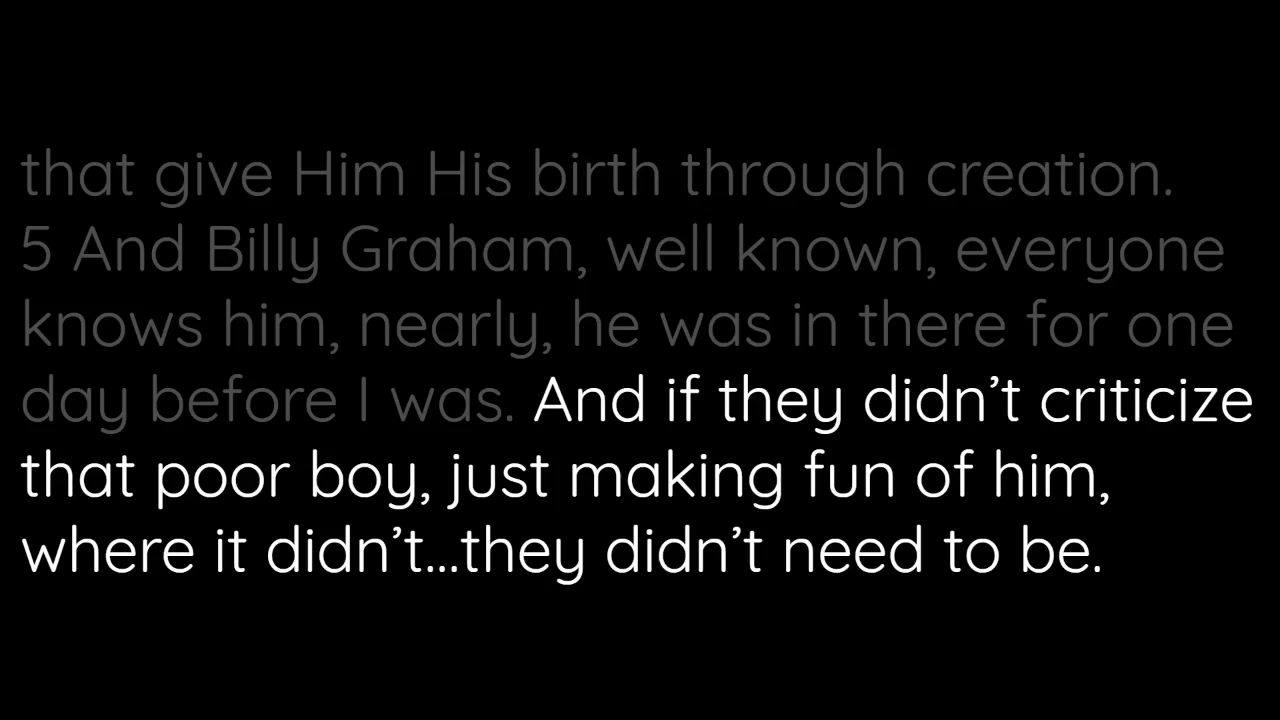 that give Him His birth through creation.
5 And Billy Graham, well known, everyone
knows him, nearly, he was in there for one
day before I was. And if they didn’t criticize
that poor boy, just making fun of him,
where it didn’t...they didn’t need to be.